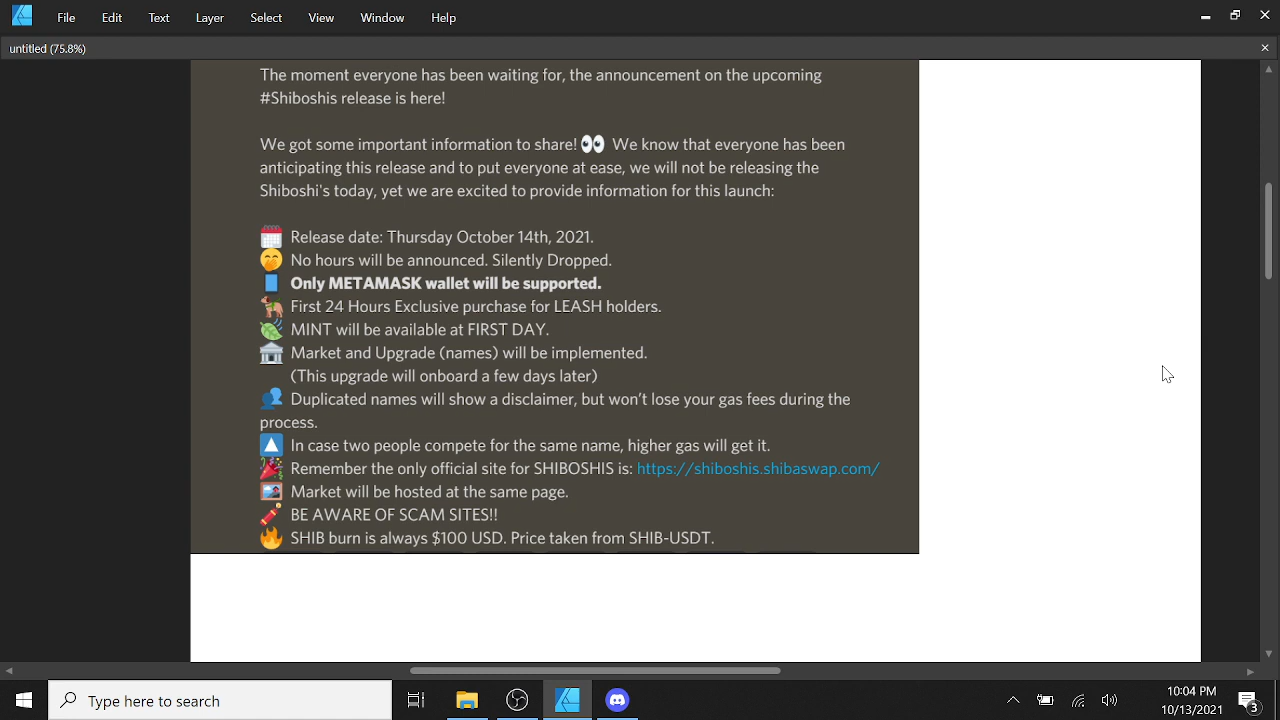 File Edit Text Layer Select View Window Help
untitled (75.8%)
The moment everyone has been waiting for, the announcement on the upcoming
#Shiboshis release is here!
We got some important information to share! 👀 We know that everyone has been
anticipating this release and to put everyone at ease, we will not be releasing the
Shiboshi's today, yet we are excited to provide information for this launch:
Release date: Thursday October 14th, 2021.
No hours will be announced. Silently Dropped.
Only METAMASK wallet will be supported.
First 24 Hours Exclusive purchase for LEASH holders.
MINT will be available at FIRST DAY.
Market and Upgrade (names) will be implemented.
(This upgrade will onboard a few days later)
Duplicated names will show a disclaimer, but won’t lose your gas fees during the
process.
In case two people compete for the same name, higher gas will get it.
Remember the only official site for SHIBOSHIS is: https://shiboshis.shibaswap.com/
Market will be hosted at the same page.
BE AWARE OF SCAM SITES!!
SHIB burn is always $100 USD. Price taken from SHIB-USDT.
Type here to search
10:04 PM
10/13/2021
3